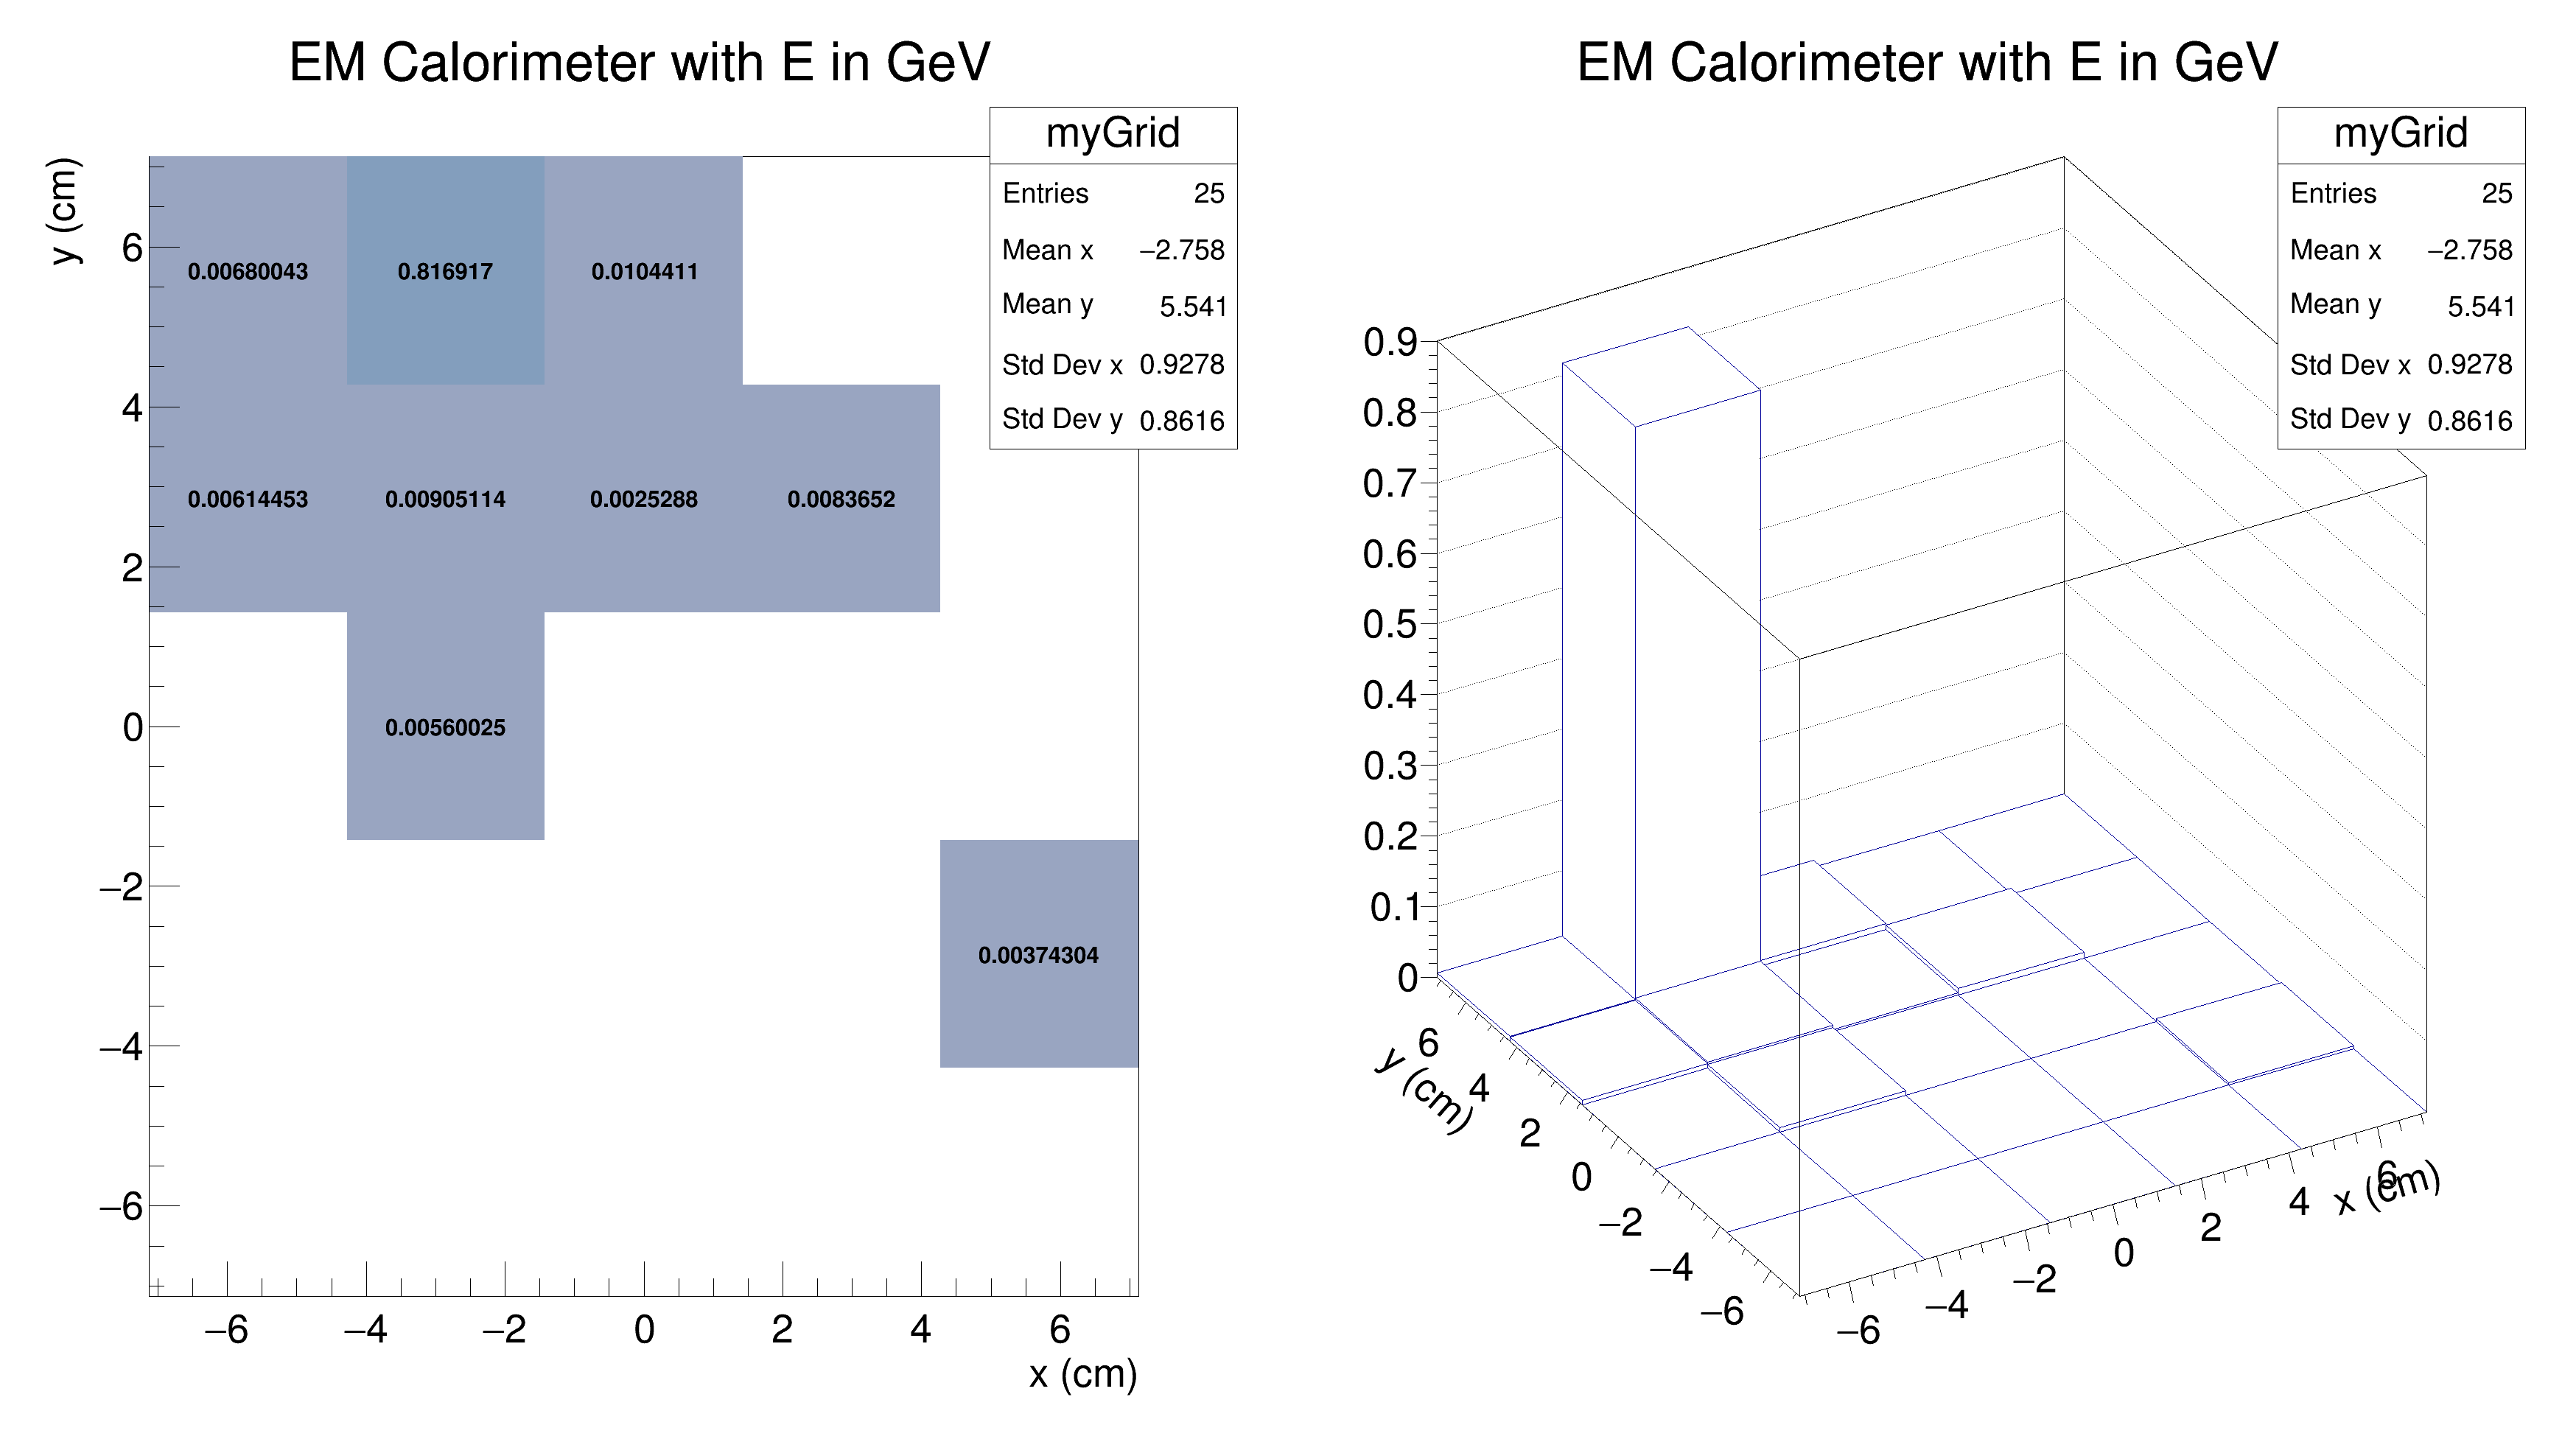 EM Calorimeter with E in GeV
y (cm)
myGrid
Entries 25
Mean x −2.758
Mean y 5.541
Std Dev x 0.9278
Std Dev y 0.8616
6
4
2
0
−2
−4
−6
0.00680043 0.816917 0.0104411
0.00614453 0.00905114 0.0025288 0.0083652
0.00560025
0.00374304
−6 −4 −2 0 2 4 6
x (cm)
EM Calorimeter with E in GeV
myGrid
Entries 25
Mean x −2.758
Mean y 5.541
Std Dev x 0.9278
Std Dev y 0.8616
0.9
0.8
0.7
0.6
0.5
0.4
0.3
0.2
0.1
0
6
4
2
0
−2
−4
−6
y (cm)
−6 −4 −2 0 2 4 6
x (cm)